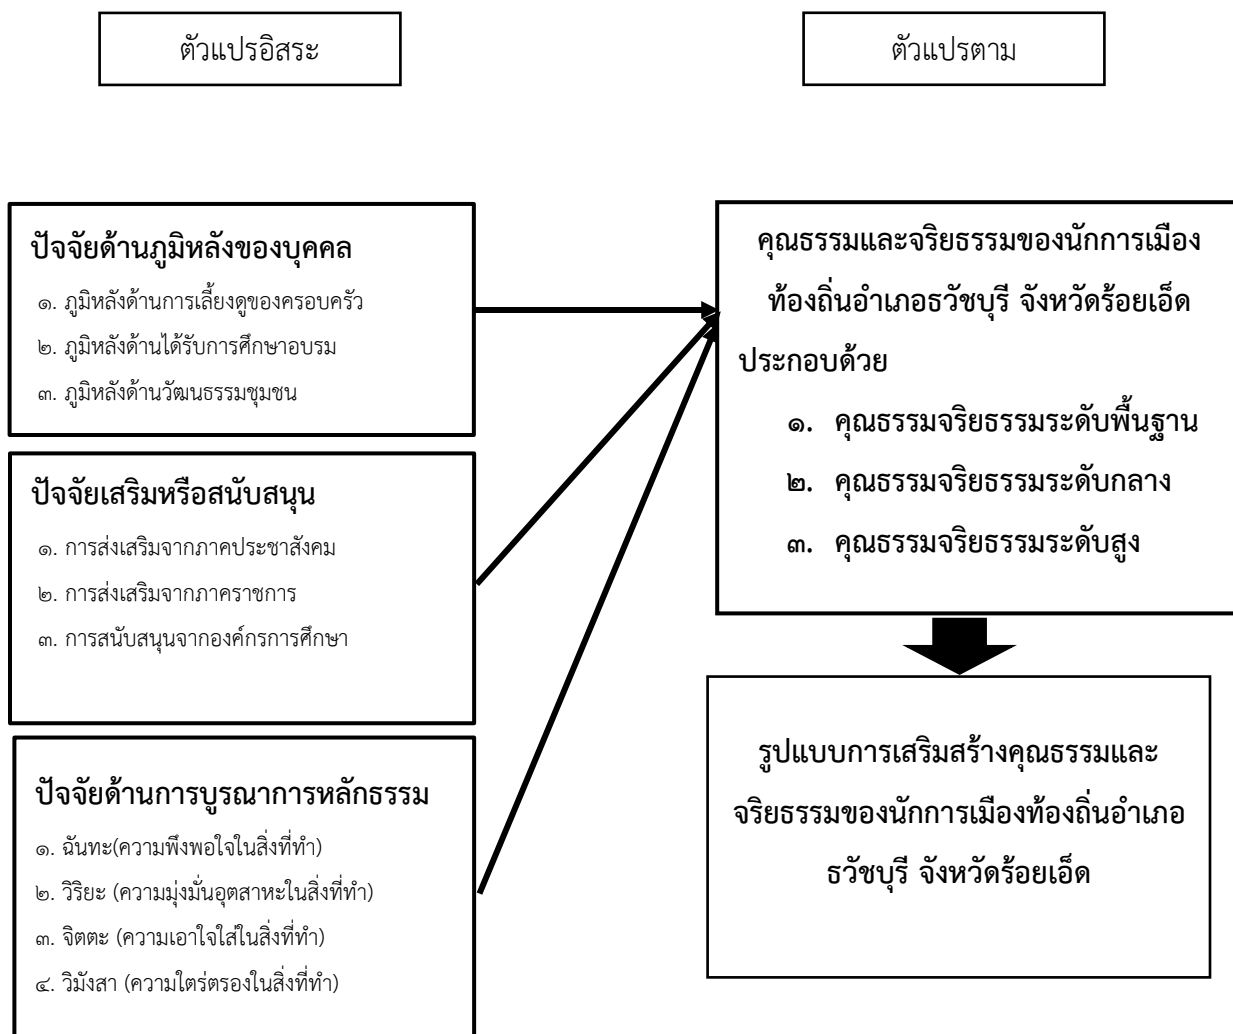 ตัวแปรอิสระ
ตัวแปรตาม
ปัจจัยด้านภูมิหลังของบุคคล
๑. ภูมิหลังด้านการเลี้ยงดูของครอบครัว
๒. ภูมิหลังด้านได้รับการศึกษาอบรม
๓. ภูมิหลังด้านวัฒนธรรมชุมชน
ปัจจัยเสริมหรือสนับสนุน
๑. การส่งเสริมจากภาคประชาสังคม
๒. การส่งเสริมจากภาคราชการ
๓. การสนับสนุนจากองค์กรการศึกษา
ปัจจัยด้านการบูรณาการหลักธรรม
๑. ฉันทะ(ความพึงพอใจในสิ่งที่ทำ)
๒. วิริยะ (ความมุ่งมั่นอุตสาหะในสิ่งที่ทำ)
๓. จิตตะ (ความเอาใจใส่ในสิ่งที่ทำ)
๔. วิมังสา (ความใตร่ตรองในสิ่งที่ทำ)
คุณธรรมและจริยธรรมของนักการเมือง
ท้องถิ่นอำเภอธวัชบุรี จังหวัดร้อยเอ็ด
ประกอบด้วย
๑. คุณธรรมจริยธรรมระดับพื้นฐาน
๒. คุณธรรมจริยธรรมระดับกลาง
๓. คุณธรรมจริยธรรมระดับสูง
รูปแบบการเสริมสร้างคุณธรรมและ
จริยธรรมของนักการเมืองท้องถิ่นอำเภอ
ธวัชบุรี จังหวัดร้อยเอ็ด